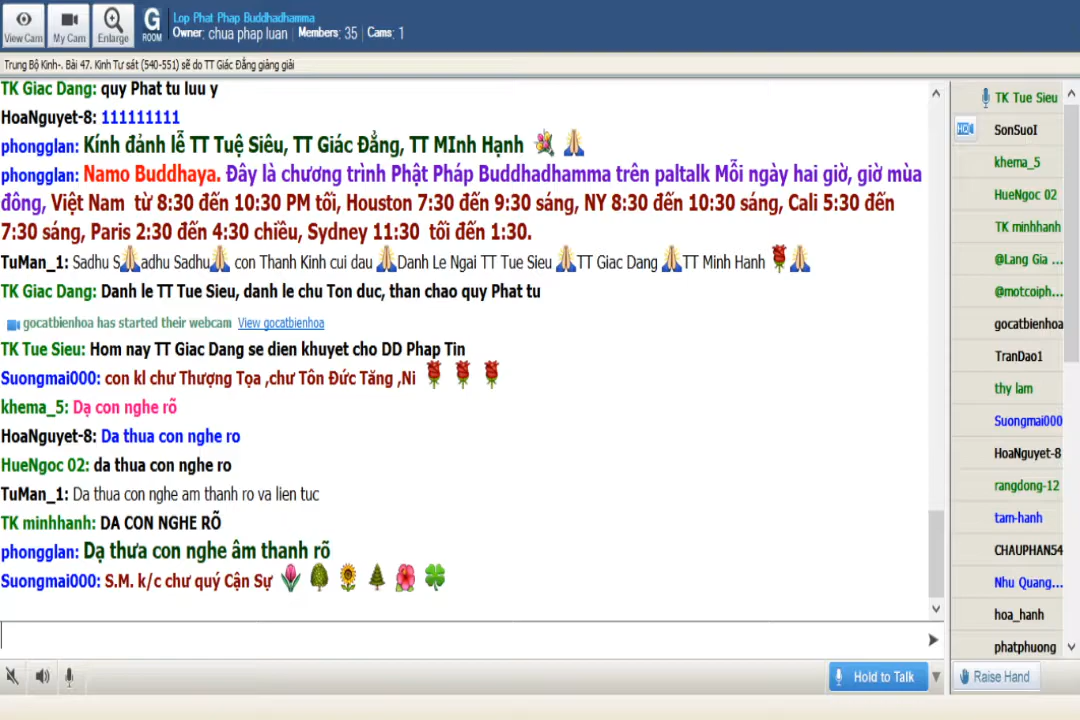 Lop Phat Phap Buddhadhamma
Owner: chua phap luan | Members: 35 | Cams: 1
View Cam
My Cam
Enlarge
G
ROOM
Trung Bộ Kinh-. Bài 47. Kinh Tư sát (540-551) sẽ do TT Giác Đẳng giảng giải
TK Giac Dang: quy Phat tu luu y
HoaNguyet-8: 111111111
phongglan: Kính đảnh lễ TT Tuệ Siêu, TT Giác Đẳng, TT MInh Hạnh
phongglan: Namo Buddhaya. Đây là chương trình Phật Pháp Buddhadhamma trên paltalk Mỗi ngày hai giờ, giờ mùa
đông, Việt Nam từ 8:30 đến 10:30 PM tối, Houston 7:30 đến 9:30 sáng, NY 8:30 đến 10:30 sáng, Cali 5:30 đến
7:30 sáng, Paris 2:30 đến 4:30 chiều, Sydney 11:30 tối đến 1:30.
TuMan_1: Sadhu S adhu Sadhu con Thanh Kinh cui dau Danh Le Ngai TT Tue Sieu TT Giac Dang TT Minh Hanh
TK Giac Dang: Danh le TT Tue Sieu, danh le chu Ton duc, than chao quy Phat tu
gocatbienhoa has started their webcam View gocatbienhoa
TK Tue Sieu: Hom nay TT Giac Dang se dien khuyet cho DD Phap Tin
Suongmai000: con kl chư Thượng Tọa ,chư Tôn Đức Tăng ,Ni
khema_5: Dạ con nghe rõ
HoaNguyet-8: Da thua con nghe ro
HueNgoc 02: da thua con nghe ro
TuMan_1: Da thua con nghe am thanh ro va lien tuc
TK minhhanh: DA CON NGHE RÕ
phongglan: Dạ thưa con nghe âm thanh rõ
Suongmai000: S.M. k/c chư quý Cận Sự
Hold to Talk
TK Tue Sieu
SonSuoI
khema_5
HueNgoc 02
TK minhhanh
@Lang Gia ...
@motcoiph...
gocatbienhoa
TranDao1
thy lam
Suongmai000
HoaNguyet-8
rangdong-12
tam-hanh
CHAUPHAN54
Nhu Quang...
hoa_hanh
phatphuong
Raise Hand